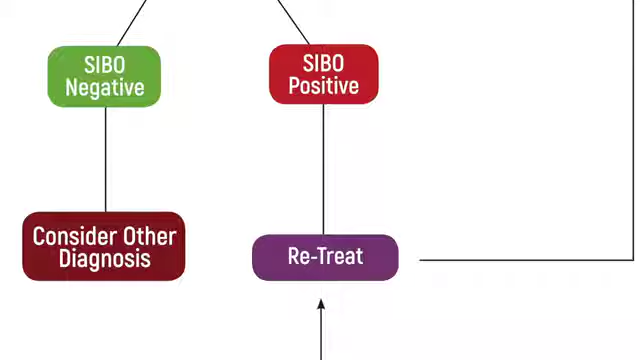 SIBO
Negative
SIBO
Positive
Consider Other
Diagnosis
Re-Treat